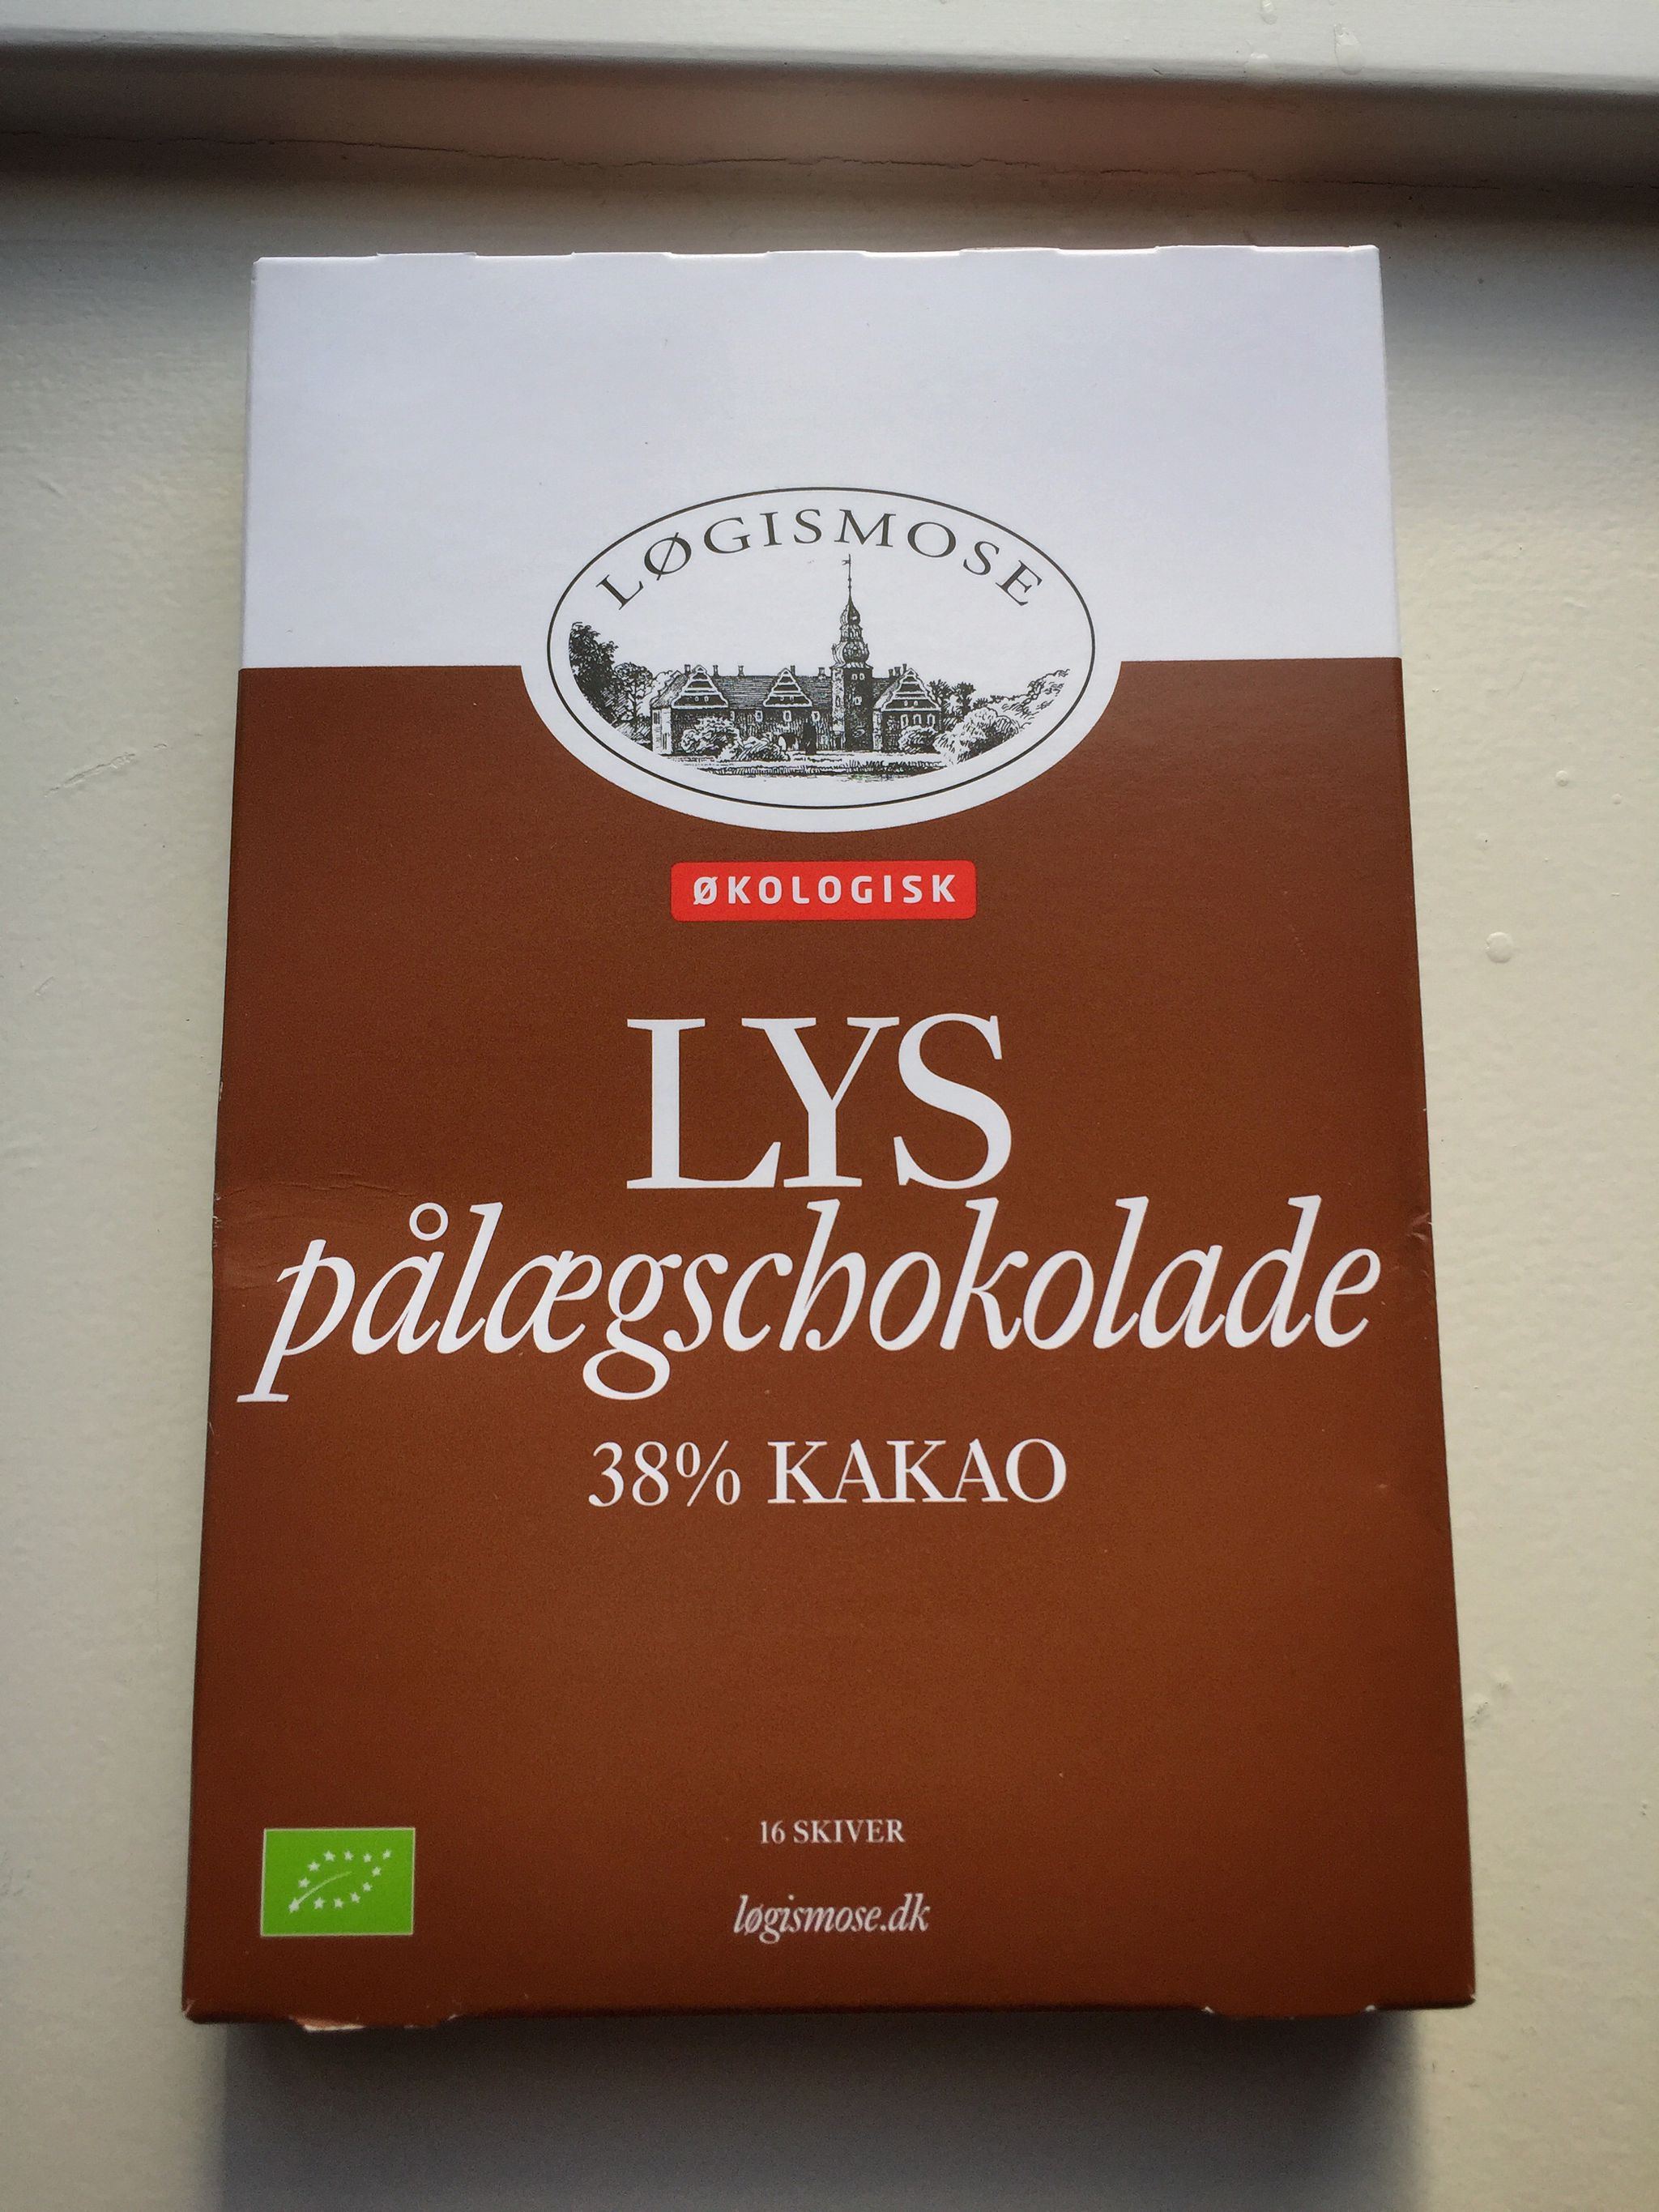 LØGISMOSE
ØKOLOGISK
LYS
pålægschokolade
38% KAKAO
16 SKIVER
løgismose.dk